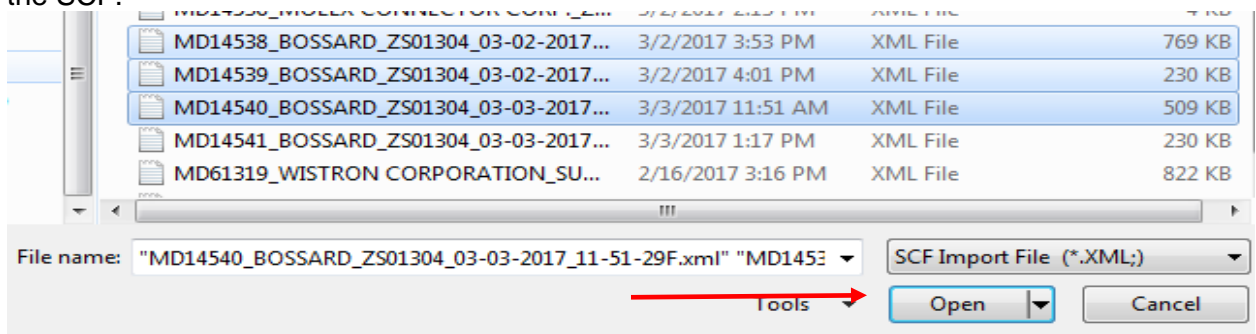 the SCF.
MD14538_BOSSARD_ZS01304_03-02-2017... 3/2/2017 3:53 PM XML File 769 KB
MD14539_BOSSARD_ZS01304_03-02-2017... 3/2/2017 4:01 PM XML File 230 KB
MD14540_BOSSARD_ZS01304_03-03-2017... 3/3/2017 11:51 AM XML File 509 KB
MD14541_BOSSARD_ZS01304_03-03-2017... 3/3/2017 1:17 PM XML File 230 KB
MD61319_WISTRON CORPORATION_SU... 2/16/2017 3:16 PM XML File 822 KB
File name: "MD14540_BOSSARD_ZS01304_03-03-2017_11-51-29F.xml" "MD1453 SCF Import File (*.XML;)
Tools Open Cancel